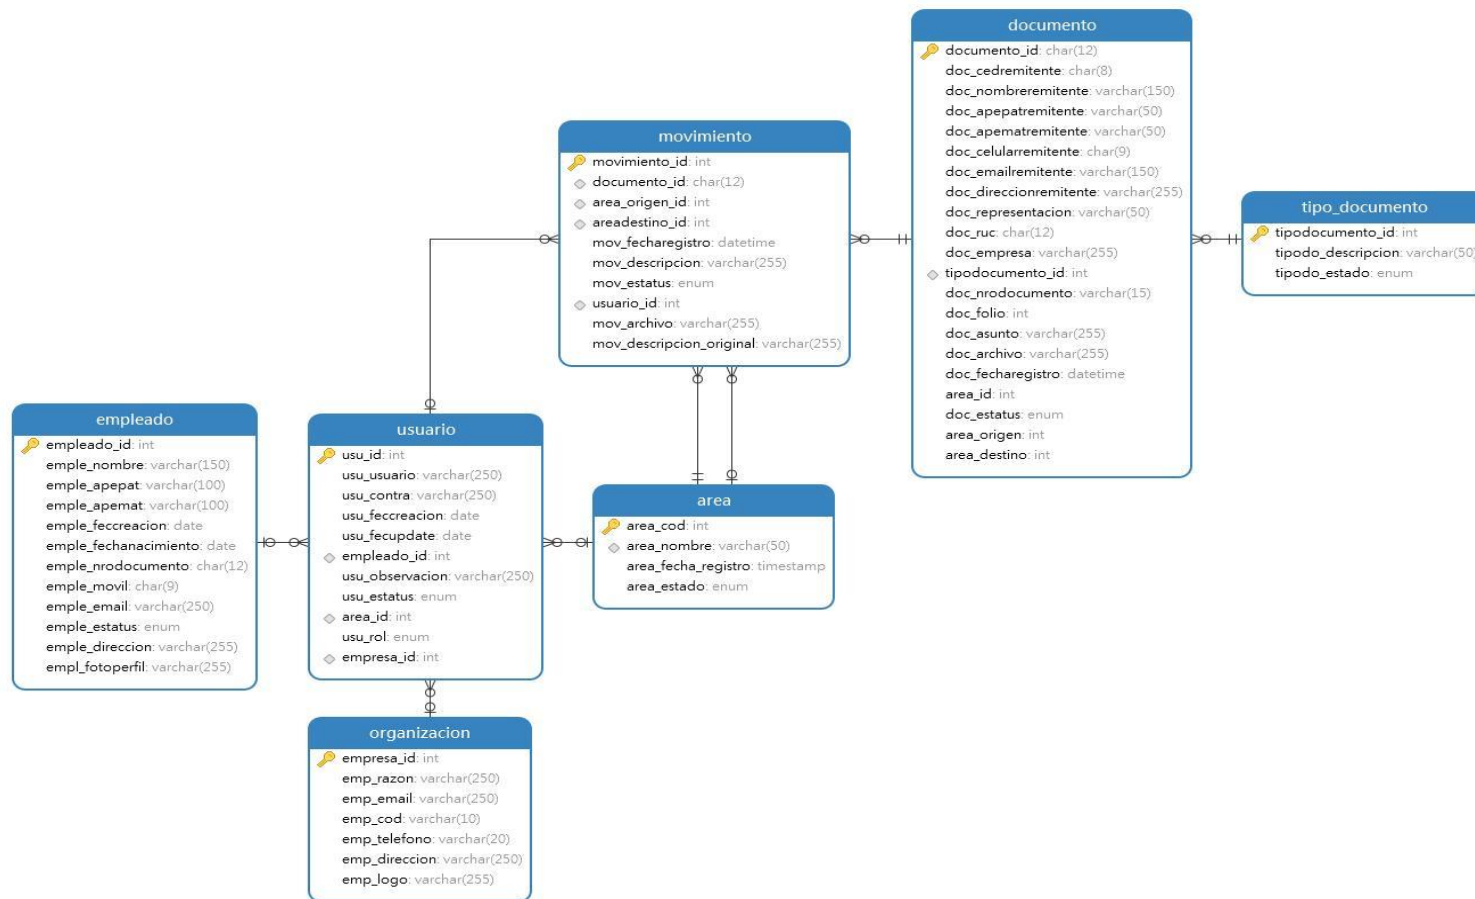 documento
documento_id: char(12)
doc_cedremitente: char(8)
doc_nombreremitente: varchar(150)
doc_apepatremitente: varchar(50)
doc_apematremitente: varchar(50)
doc_celularremitente: char(9)
doc_emailremitente: varchar(150)
doc_direccionremitente: varchar(255)
doc_representacion: varchar(50)
doc_ruc: char(12)
doc_empresa: varchar(255)
tipodocumento_id: int
doc_nrodocumento: varchar(15)
doc_folio: int
doc_asunto: varchar(255)
doc_archivo: varchar(255)
doc_fecharegistro: datetime
area_id: int
doc_estatus: enum
area_origen: int
area_destino: int
movimiento
movimiento_id: int
documento_id: char(12)
area_origen_id: int
areadestino_id: int
mov_fecharegistro: datetime
mov_descripcion: varchar(255)
mov_estatus: enum
usuario_id: int
mov_archivo: varchar(255)
mov_descripcion_original: varchar(255)
tipo_documento
tipodocumento_id: int
tipodo_descripcion: varchar(50)
tipodo_estado: enum
empleado
empleado_id: int
emple_nombre: varchar(150)
emple_apepat: varchar(100)
emple_apemat: varchar(100)
emple_feccreacion: date
emple_fechanacimiento: date
emple_nrodocumento: char(12)
emple_movil: char(9)
emple_email: varchar(250)
emple_estatus: enum
emple_direccion: varchar(255)
empl_fotoperfil: varchar(255)
usuario
usu_id: int
usu_usuario: varchar(250)
usu_contra: varchar(250)
usu_feccreacion: date
usu_fecupdate: date
empleado_id: int
usu_observacion: varchar(250)
usu_estatus: enum
area_id: int
usu_rol: enum
empresa_id: int
area
area_cod: int
area_nombre: varchar(50)
area_fecha_registro: timestamp
area_estado: enum
organizacion
empresa_id: int
emp_razon: varchar(250)
emp_email: varchar(250)
emp_cod: varchar(10)
emp_telefono: varchar(20)
emp_direccion: varchar(250)
emp_logo: varchar(255)